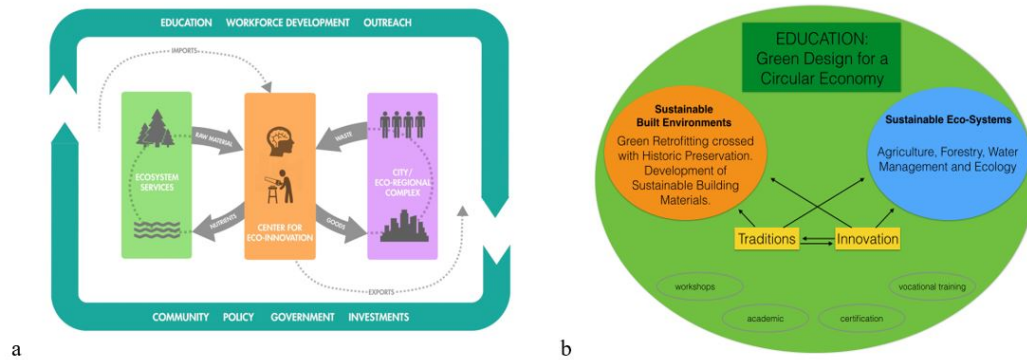 EDUCATION WORKFORCE DEVELOPMENT OUTREACH
IMPORTS
RAW MATERIAL
WASTE
ECOSYSTEM
SERVICES
CITY/
ECO-REGIONAL
COMPLEX
NUTRIENTS
GOODS
CENTER FOR
ECO-INNOVATION
EXPORTS
COMMUNITY POLICY GOVERNMENT INVESTMENTS
a
EDUCATION:
Green Design for a
Circular Economy
Sustainable
Built Environments
Green Retrofitting crossed
with Historic Preservation.
Development of
Sustainable Building
Materials.
Sustainable Eco-Systems
Agriculture, Forestry, Water
Management and Ecology
Traditions
Innovation
workshops
vocational training
academic
certification
b